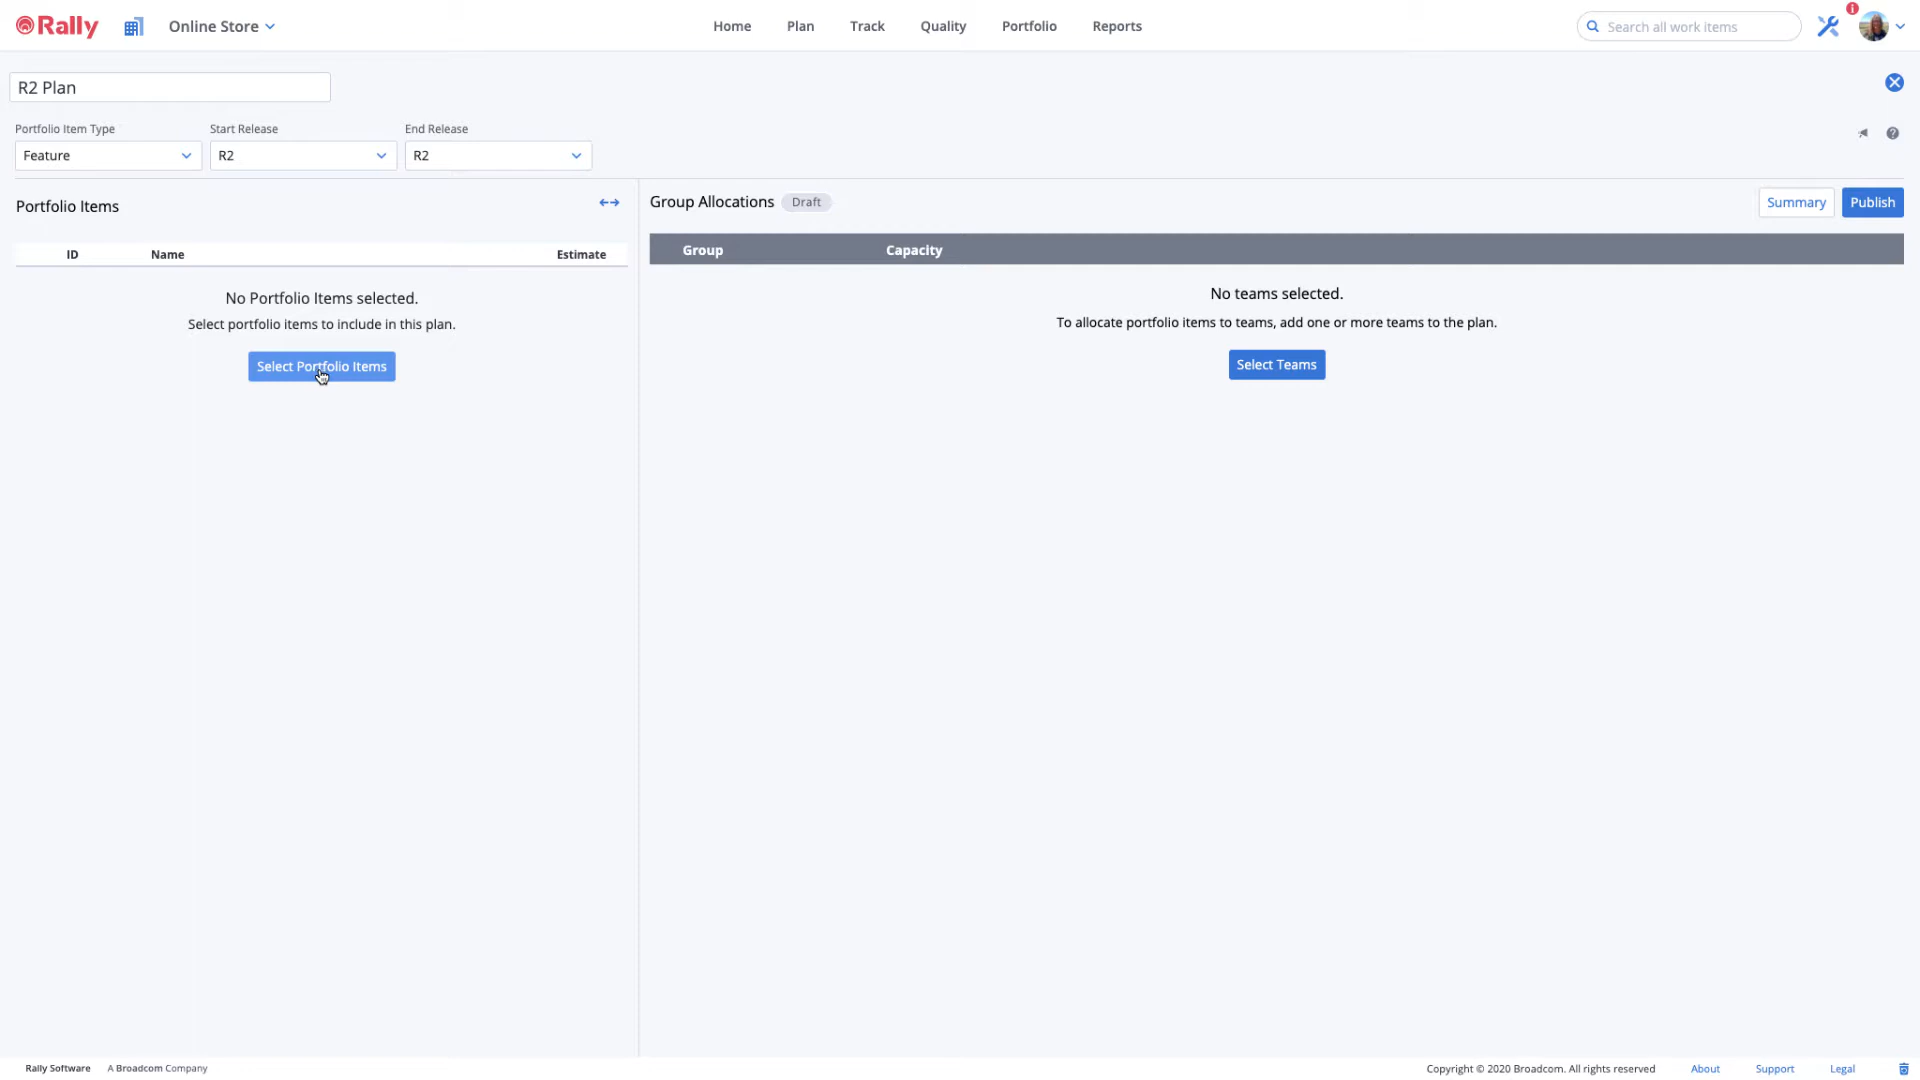 Rally Online Store Home Plan Track Quality Portfolio Reports Search all work items
R2 Plan
Portfolio Item Type Start Release End Release
Feature R2 R2
Portfolio Items
Group Allocations Draft Summary Publish
ID Name Estimate
Group Capacity
No Portfolio Items selected.
Select portfolio items to include in this plan.
Select Portfolio Items
No teams selected.
To allocate portfolio items to teams, add one or more teams to the plan.
Select Teams
Rally Software A Broadcom Company Copyright © 2020 Broadcom. All rights reserved About Support Legal